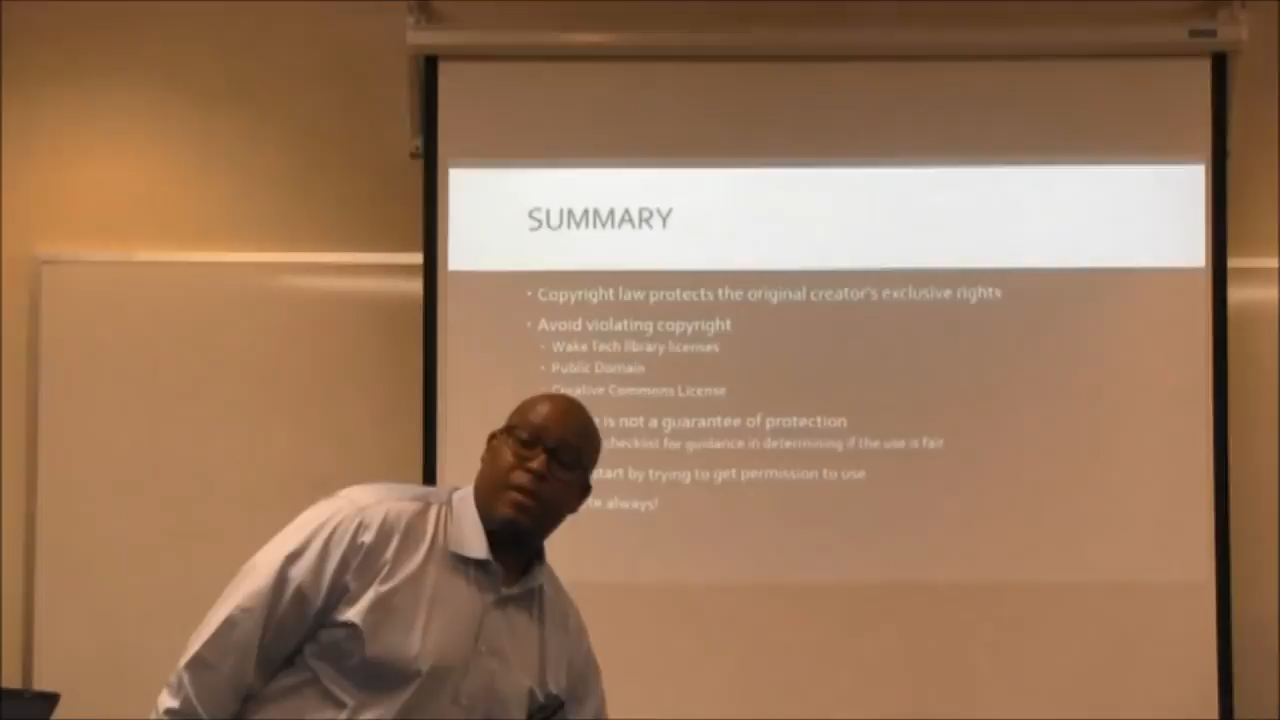 SUMMARY
• Copyright law protects the original creator's exclusive rights
• Avoid violating copyright
• Wake Tech library licenses
• Public Domain
• Creative Commons License
is not a guarantee of protection
checklist for guidance in determining if the use is fair
start by trying to get permission to use
always!